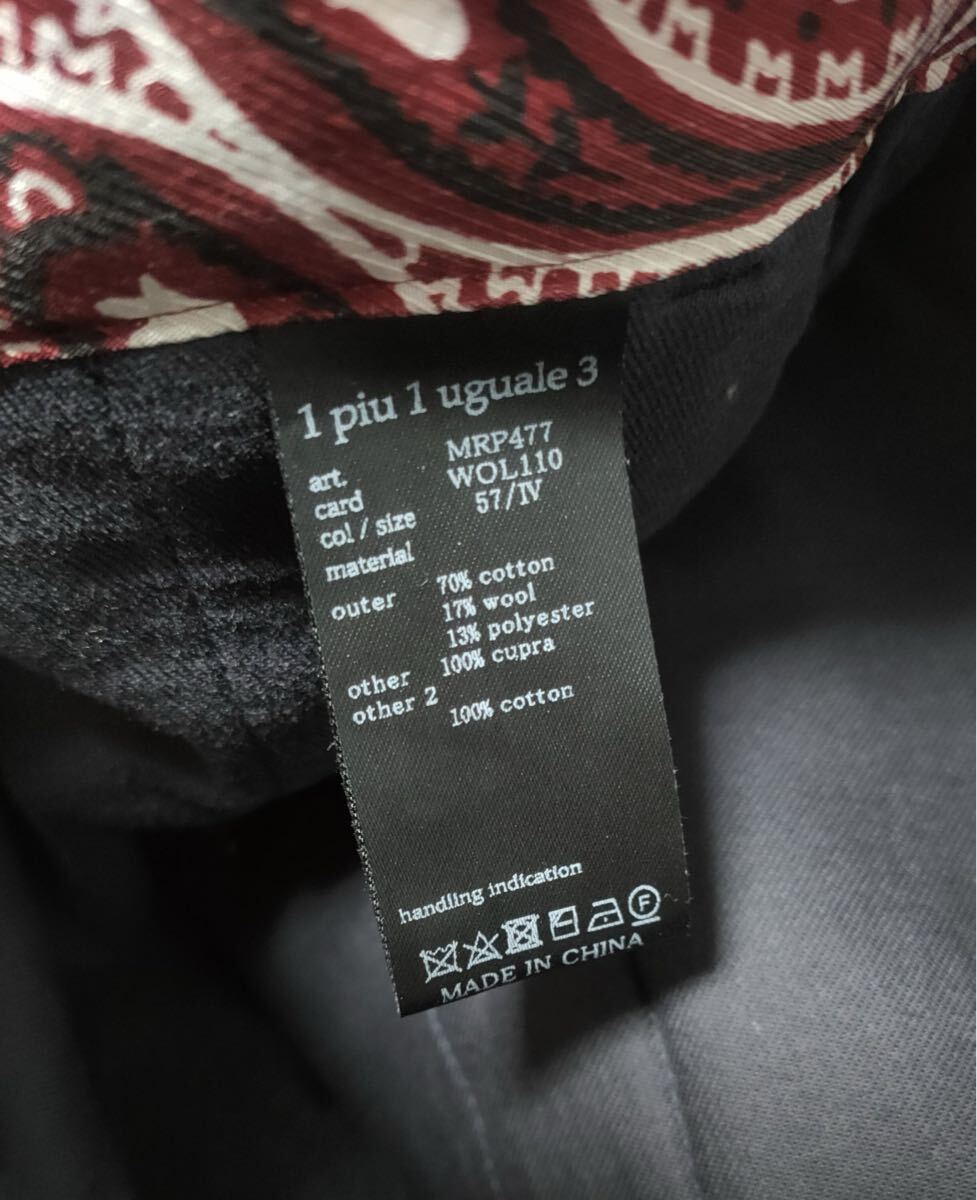 1 piu 1 uguale 3
art. MRP477
card WOL110
col / size 57/IV
material
outer 70% cotton
17% wool
13% polyester
other 100% cupra
other 2 100% cotton
handling indication
F
MADE IN CHINA